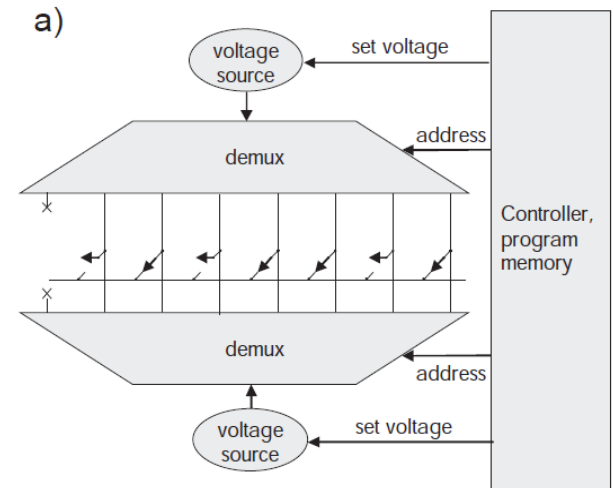 a)
voltage
source
set voltage
address
demux
Controller,
program
memory
demux
address
voltage
source
set voltage